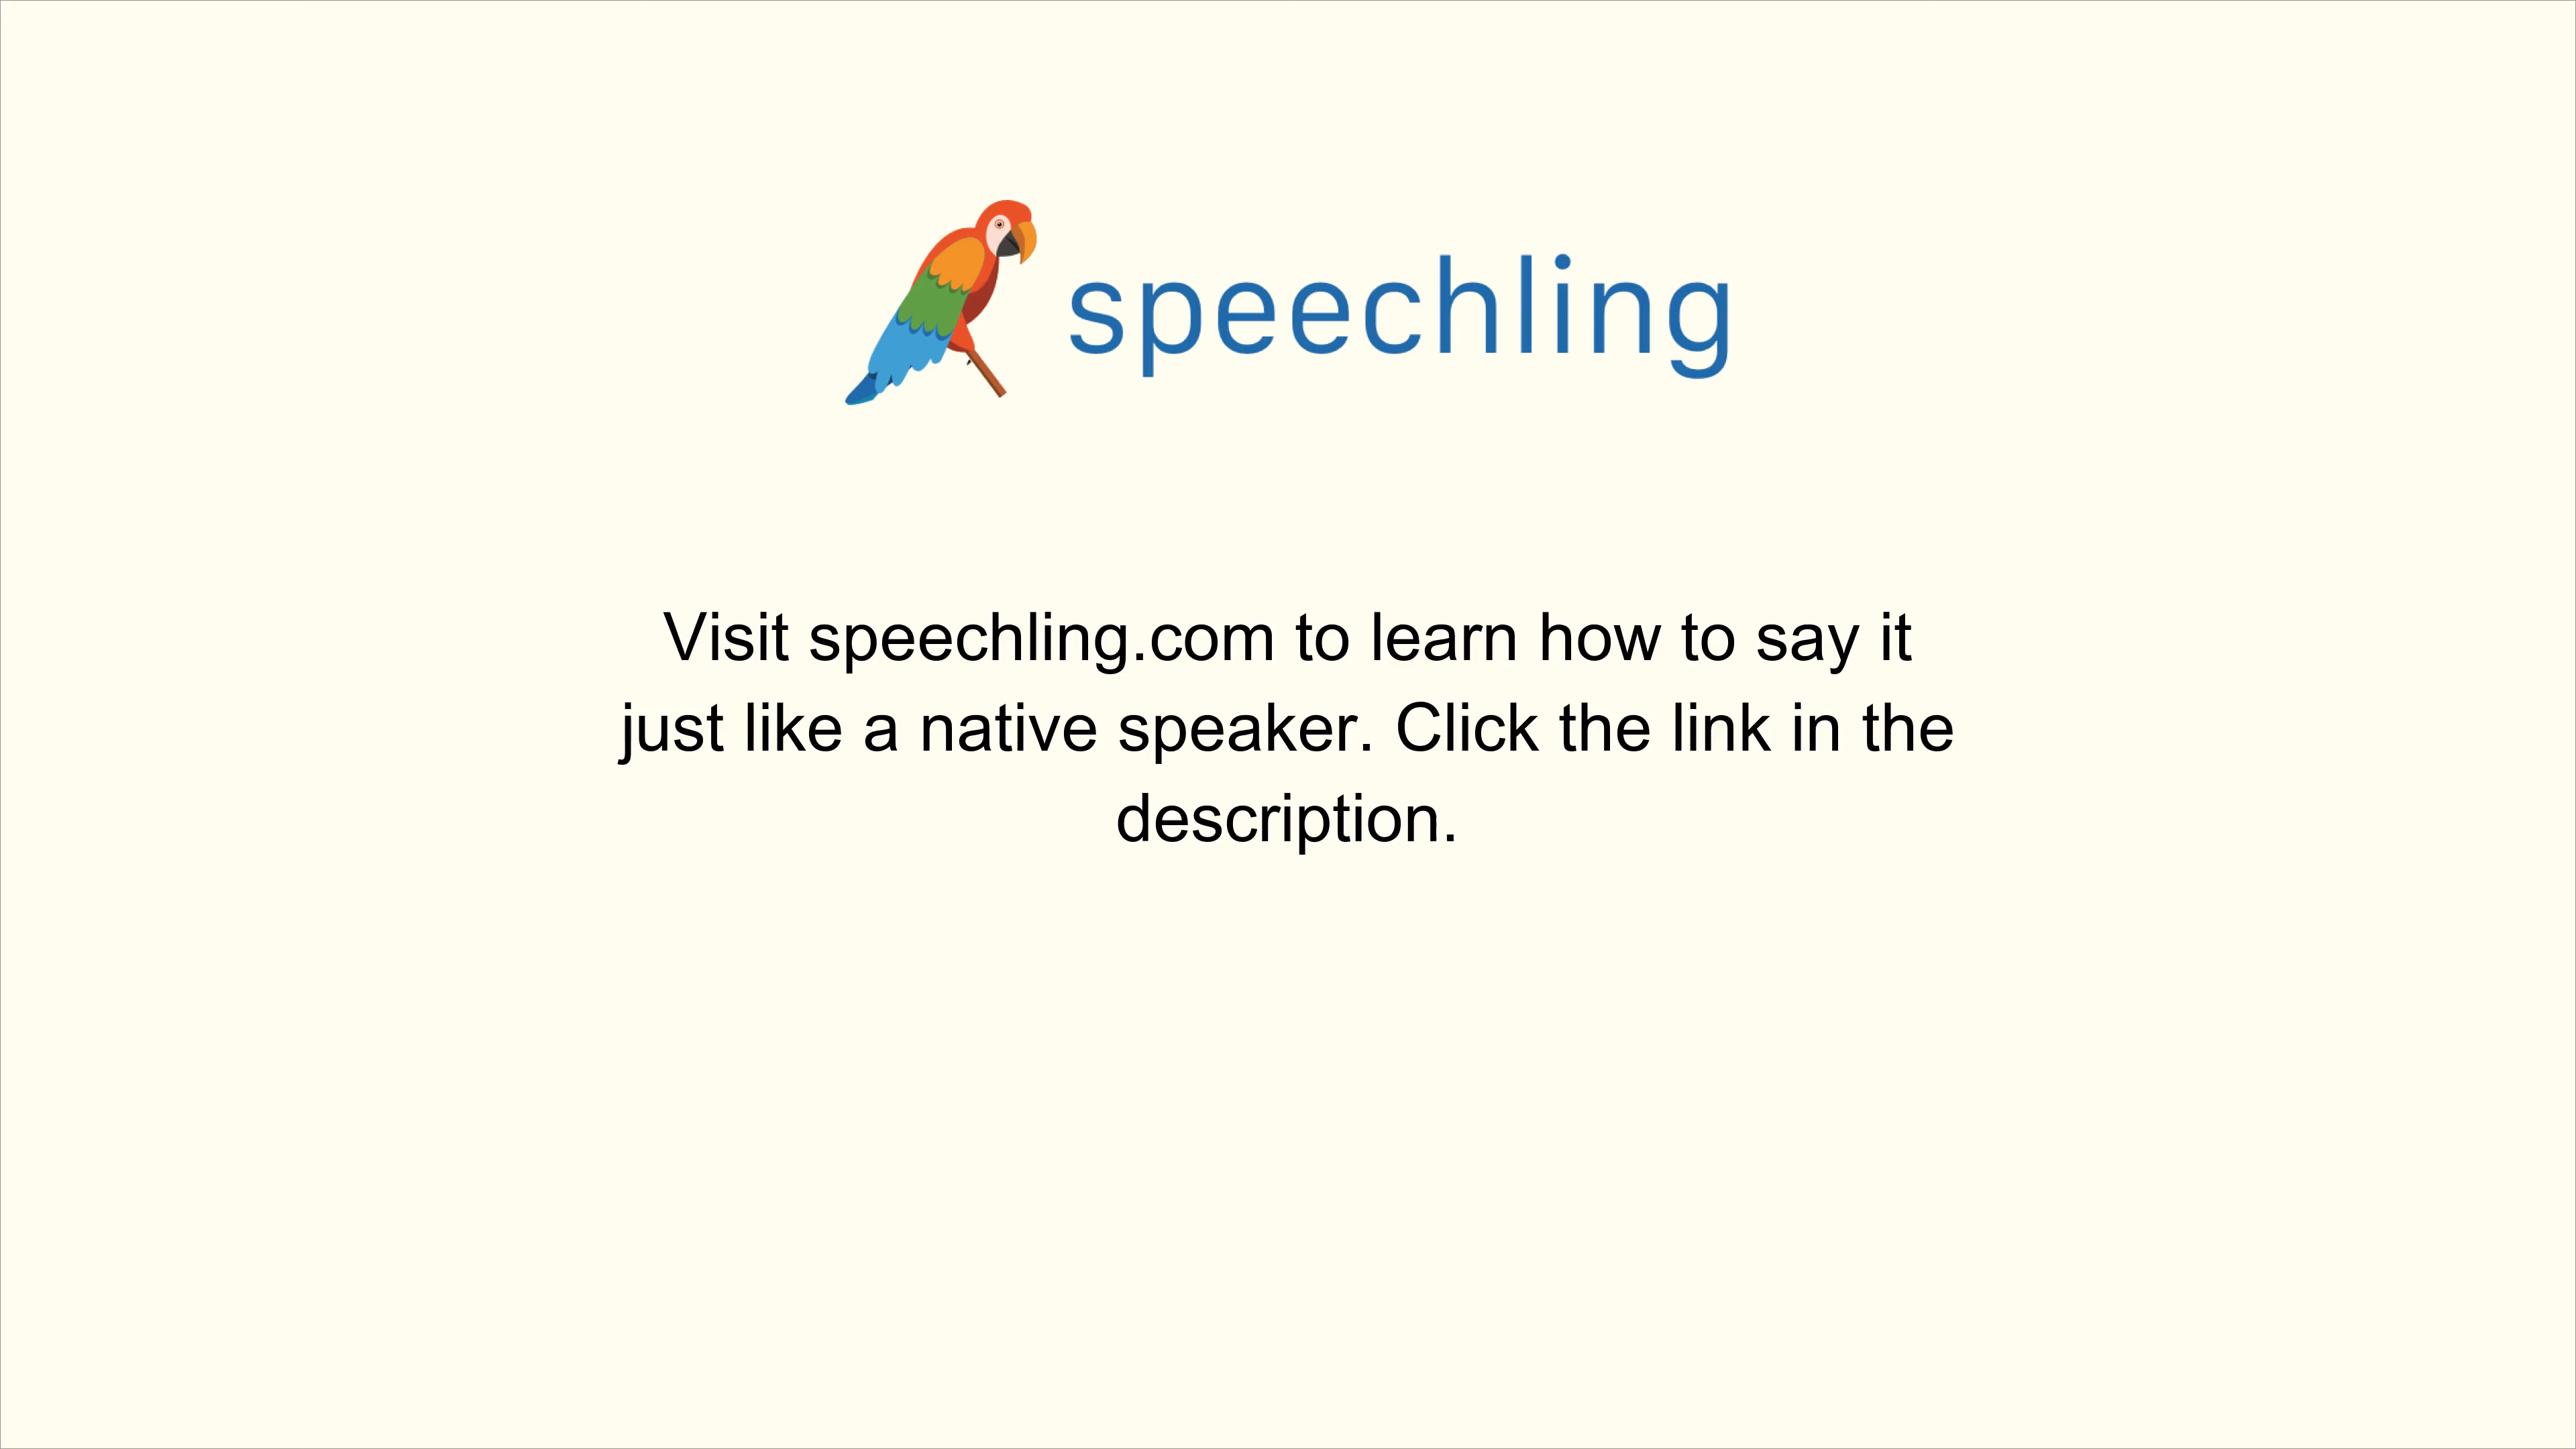 speechling
Visit speechling.com to learn how to say it
just like a native speaker. Click the link in the
description.